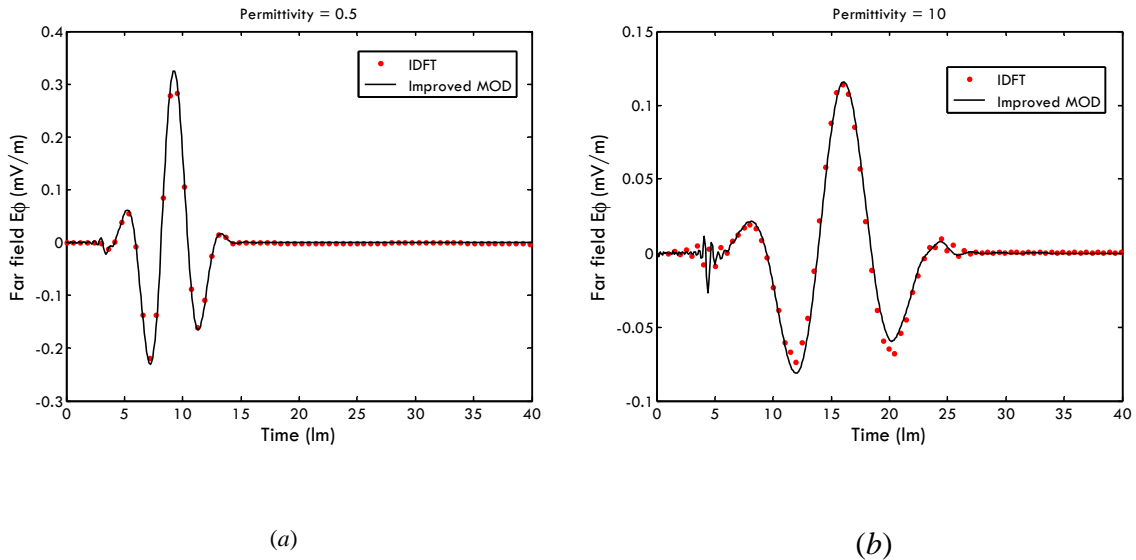 Permittivity = 0.5
0.4
0.3
0.2
0.1
0
-0.1
-0.2
-0.3
Far field Eϕ (mV/m)
IDFT
Improved MOD
0 5 10 15 20 25 30 35 40
Time (lm)
(a)
Permittivity = 10
0.15
0.1
0.05
0
-0.05
-0.1
Far field Eϕ (mV/m)
IDFT
Improved MOD
0 5 10 15 20 25 30 35 40
Time (lm)
(b)